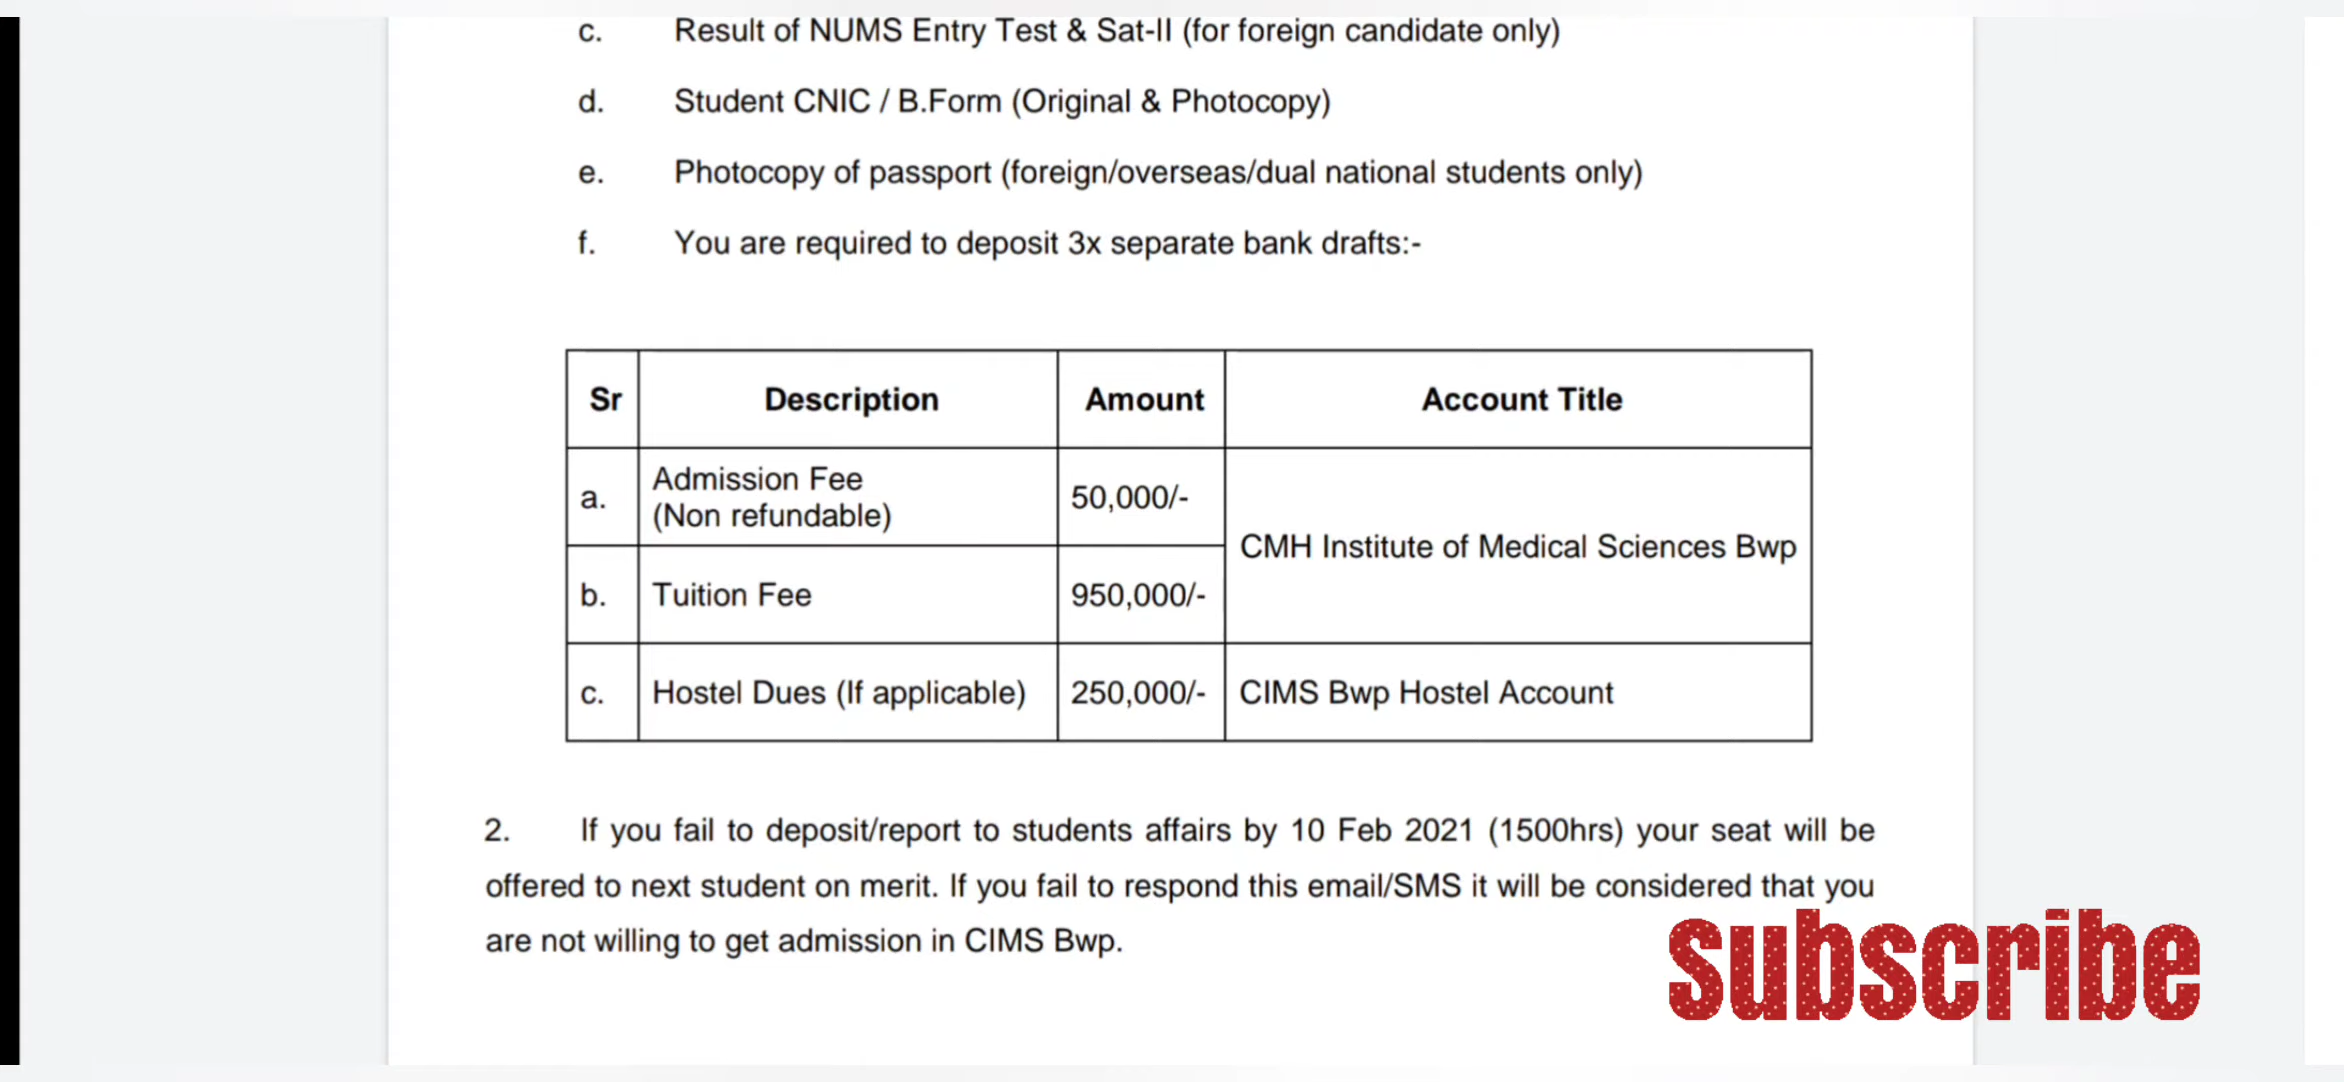 c. Result of NUMS Entry Test & Sat-II (for foreign candidate only)
d. Student CNIC / B.Form (Original & Photocopy)
e. Photocopy of passport (foreign/overseas/dual national students only)
f. You are required to deposit 3x separate bank drafts:-
Sr Description Amount Account Title
a. Admission Fee (Non refundable) 50,000/- CMH Institute of Medical Sciences Bwp
b. Tuition Fee 950,000/-
c. Hostel Dues (If applicable) 250,000/- CIMS Bwp Hostel Account
2. If you fail to deposit/report to students affairs by 10 Feb 2021 (1500hrs) your seat will be
offered to next student on merit. If you fail to respond this email/SMS it will be considered that you
are not willing to get admission in CIMS Bwp.
subscribe